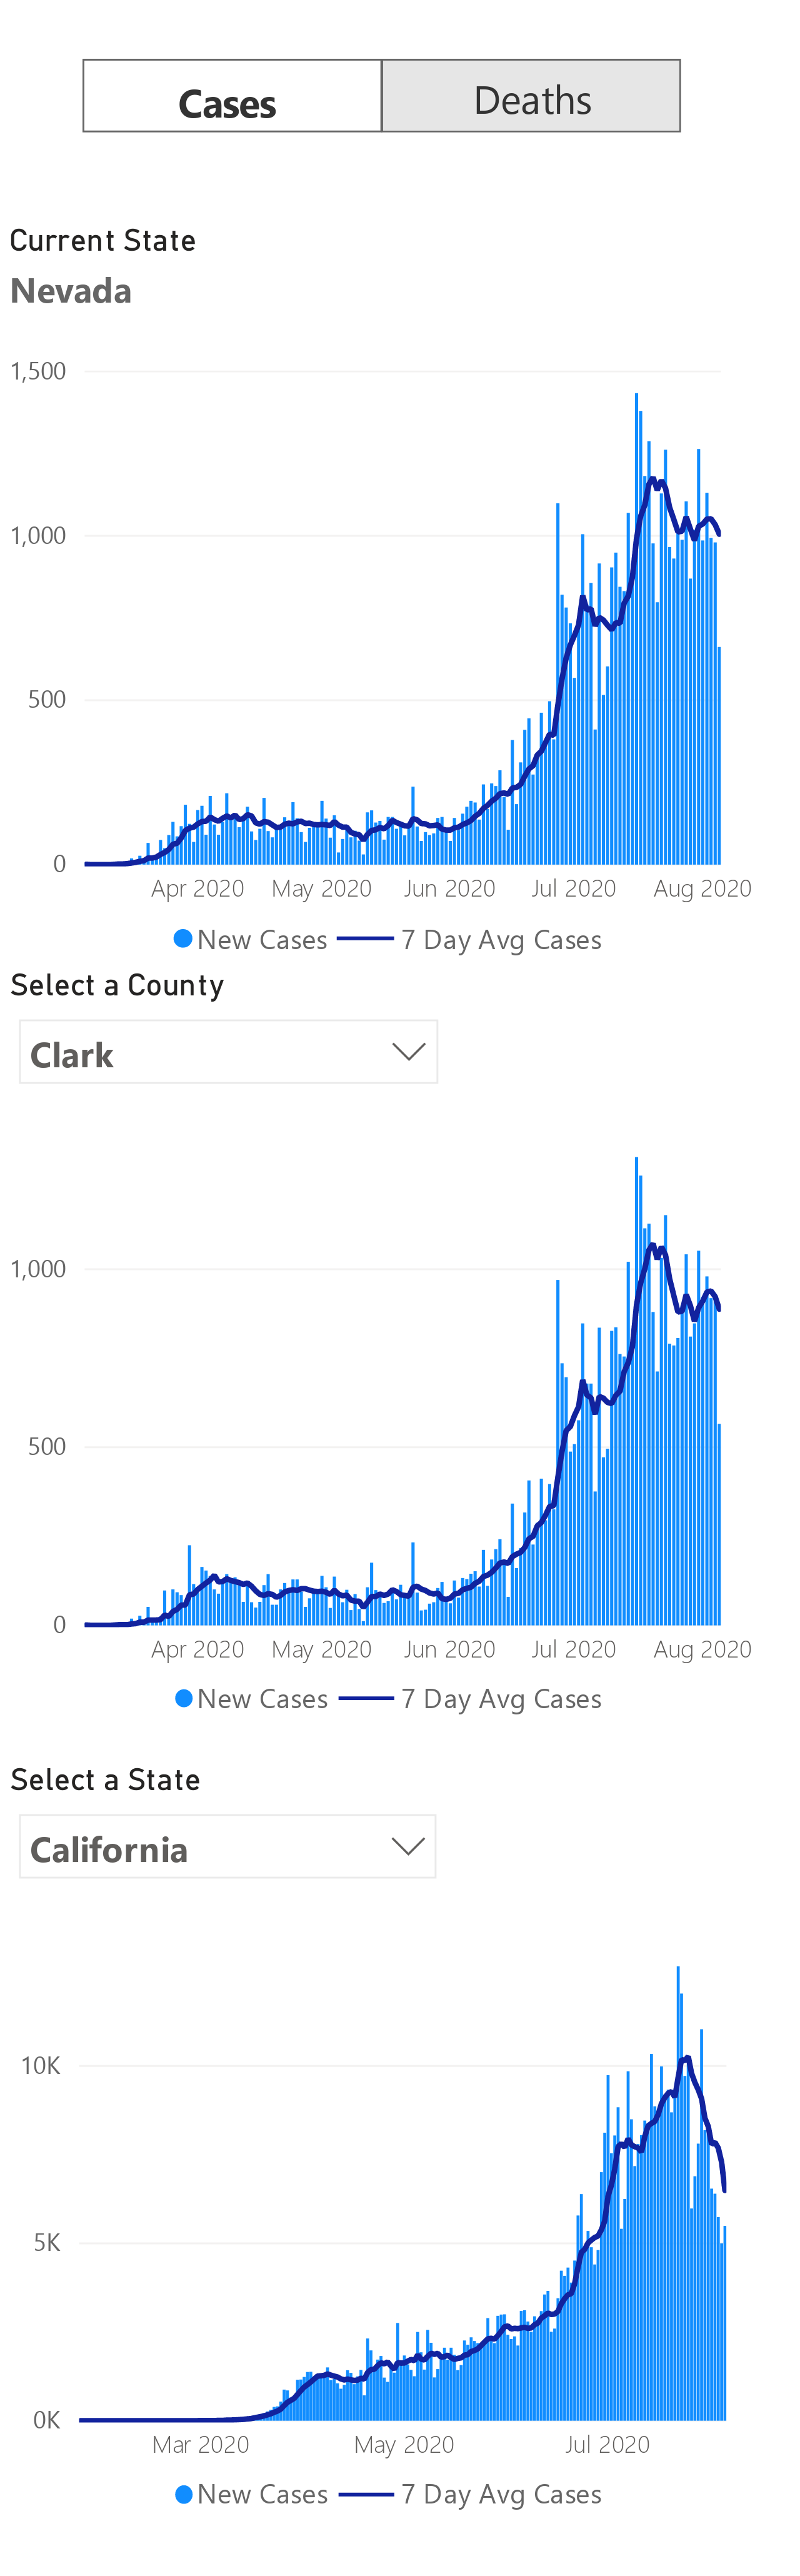 Cases Deaths
Current State
Nevada
1,500
1,000
500
0
Apr 2020 May 2020 Jun 2020 Jul 2020 Aug 2020
New Cases 7 Day Avg Cases
Select a County
Clark
1,000
500
0
Apr 2020 May 2020 Jun 2020 Jul 2020 Aug 2020
New Cases 7 Day Avg Cases
Select a State
California
10K
5K
0K
Mar 2020 May 2020 Jul 2020
New Cases 7 Day Avg Cases